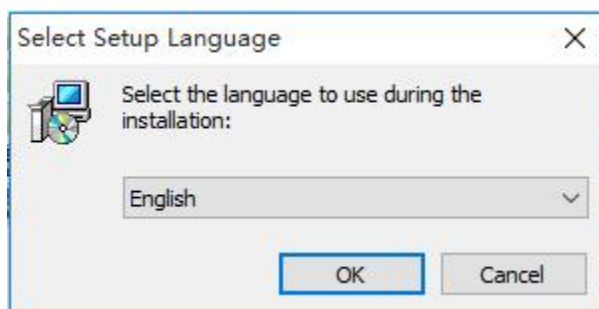 Select Setup Language
Select the language to use during the
installation:
English
OK
Cancel